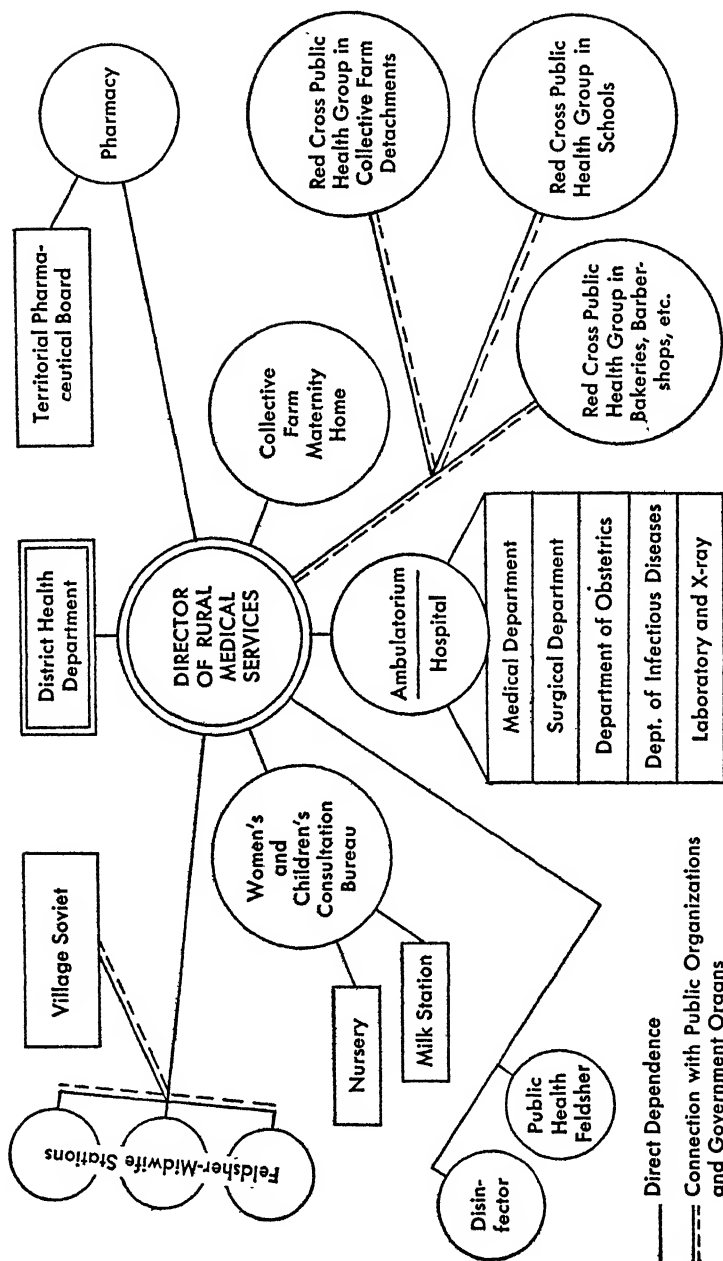 Pharmacy
Territorial Pharma-
ceutical Board
Red Cross Public
Health Group in
Collective Farm
Detachments
Red Cross Public
Health Group in
Schools
Red Cross Public
Health Group in
Bakeries, Barber-
shops, etc.
Collective
Farm
Maternity
Home
District Health
Department
DIRECTOR
OF RURAL
MEDICAL
SERVICES
Ambulatorium
Hospital
Medical Department
Surgical Department
Department of Obstetrics
Dept. of Infectious Diseases
Laboratory and X-ray
Women's
and
Children's
Consultation
Bureau
Village Soviet
Nursery
Milk Station
Feldsher-Midwife Stations
Public
Health
Feldsher
Disin-
fector
Direct Dependence
Connection with Public Organizations
and Government Organs